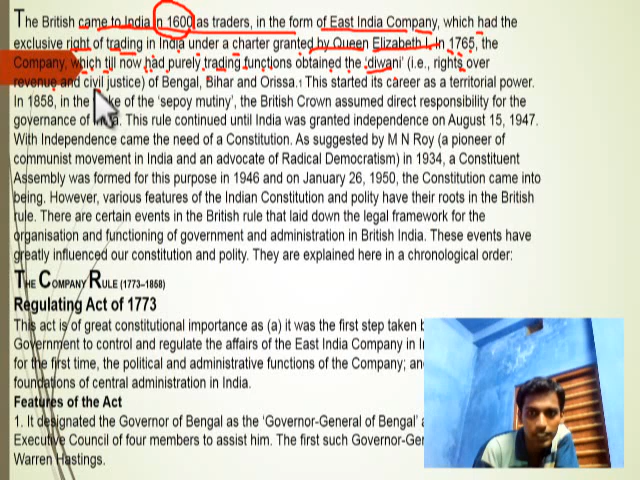 The British came to India in 1600 as traders, in the form of East India Company, which had the
exclusive right of trading in India under a charter granted by Queen Elizabeth I. In 1765, the
Company, which till now had purely trading functions obtained the 'diwani' (i.e., rights over
revenue and civil justice) of Bengal, Bihar and Orissa.1 This started its career as a territorial power.
In 1858, in the of the 'sepoy mutiny', the British Crown assumed direct responsibility for the
governance of India. This rule continued until India was granted independence on August 15, 1947.
With Independence came the need of a Constitution. As suggested by M N Roy (a pioneer of
communist movement in India and an advocate of Radical Democratism) in 1934, a Constituent
Assembly was formed for this purpose in 1946 and on January 26, 1950, the Constitution came into
being. However, various features of the Indian Constitution and polity have their roots in the British
rule. There are certain events in the British rule that laid down the legal framework for the
organisation and functioning of government and administration in British India. These events have
greatly influenced our constitution and polity. They are explained here in a chronological order:
THE COMPANY RULE (1773–1858)
Regulating Act of 1773
This act is of great constitutional importance as (a) it was the first step taken
Government to control and regulate the affairs of the East India Company in
for the first time, the political and administrative functions of the Company;
foundations of central administration in India.
Features of the Act
1. It designated the Governor of Bengal as the 'Governor-General of Bengal'
Executive Council of four members to assist him. The first such
Warren Hastings.